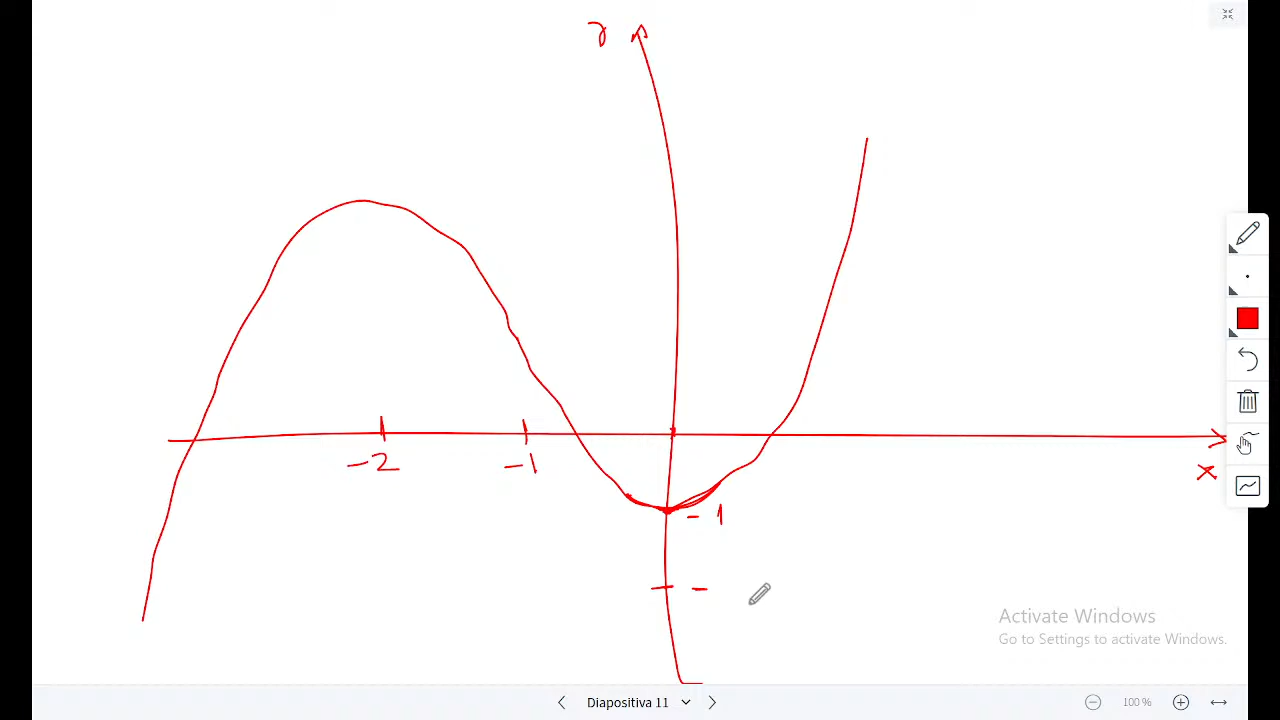 y
-2
-1
x
-1
-
Activate Windows
Go to Settings to activate Windows.
Diapositiva 11
100 %